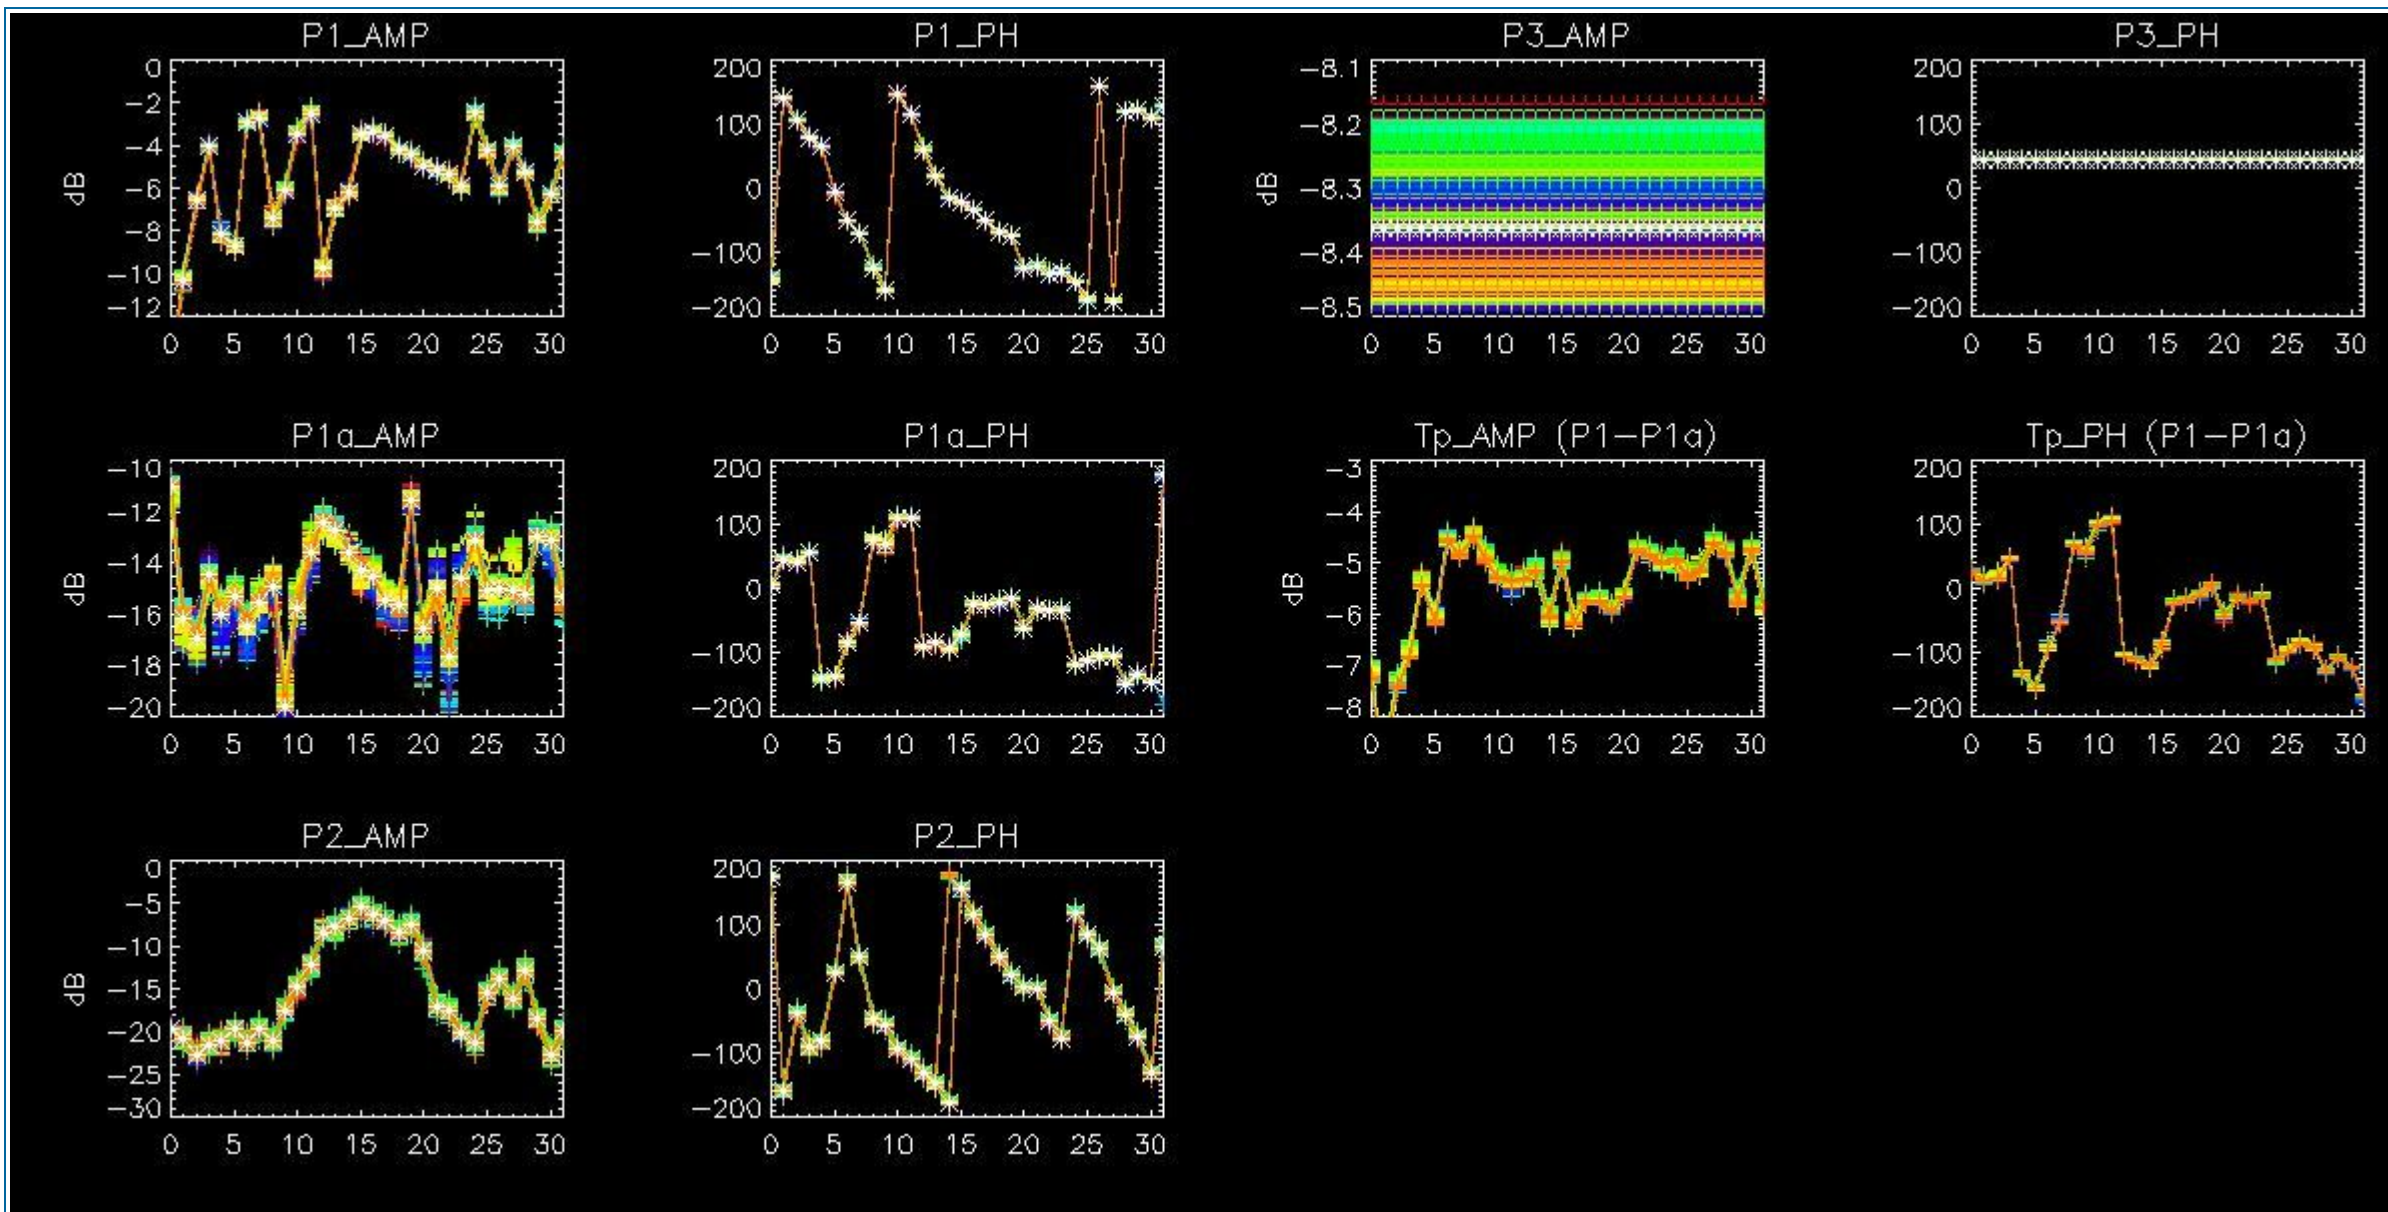 P1_AMP
0
−2
−4
−6
−8
−10
−12
dB
0 5 10 15 20 25 30
P1_PH
200
100
0
−100
−200
0 5 10 15 20 25 30
P3_AMP
−8.1
−8.2
−8.3
−8.4
−8.5
dB
0 5 10 15 20 25 30
P3_PH
200
100
0
−100
−200
0 5 10 15 20 25 30
P1a_AMP
−10
−12
−14
−16
−18
−20
dB
0 5 10 15 20 25 30
P1a_PH
200
100
0
−100
−200
0 5 10 15 20 25 30
Tp_AMP (P1−P1a)
−3
−4
−5
−6
−7
−8
dB
0 5 10 15 20 25 30
Tp_PH (P1−P1a)
200
100
0
−100
−200
0 5 10 15 20 25 30
P2_AMP
0
−5
−10
−15
−20
−25
−30
dB
0 5 10 15 20 25 30
P2_PH
200
100
0
−100
−200
0 5 10 15 20 25 30